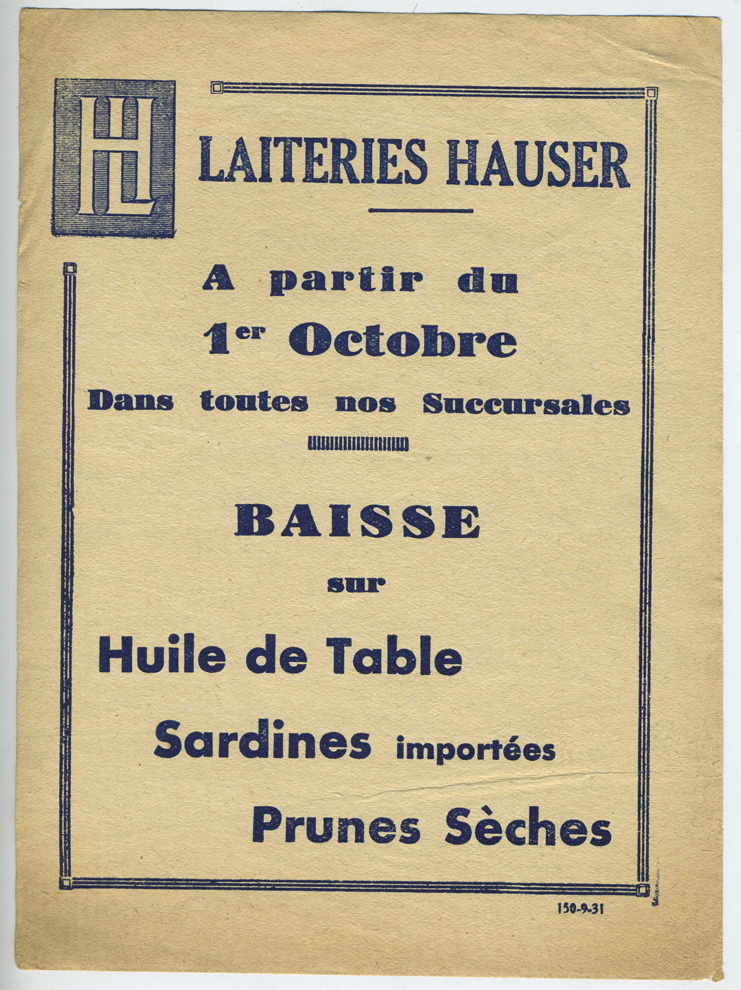 HL
LAITERIES HAUSER
A partir du
1er Octobre
Dans toutes nos Succursales
BAISSE
sur
Huile de Table
Sardines importées
Prunes Sèches
150-9-31